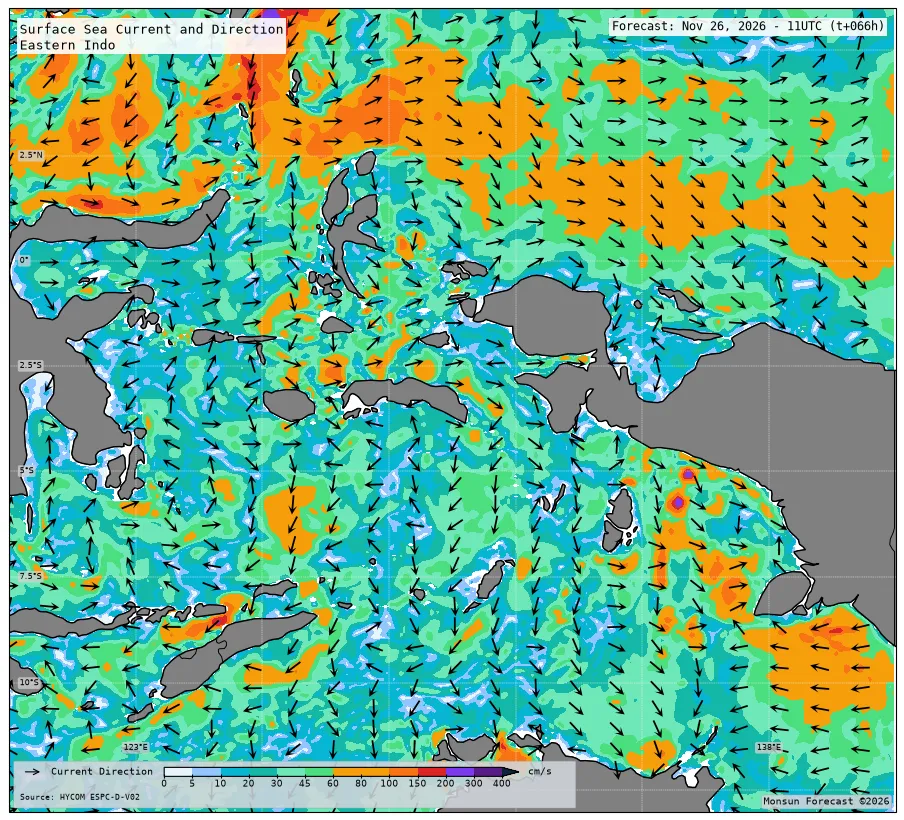 Surface Sea Current and Direction
Eastern Indo
Forecast: Nov 26, 2026 - 11UTC (t+066h)
2.5°N
0°
2.5°S
5°S
7.5°S
10°S
123°E
138°E
Current Direction
0 5 10 20 30 45 60 80 100 150 200 300 400
cm/s
Source: HYCOM ESPC-D-V02
Monsun Forecast ©2026